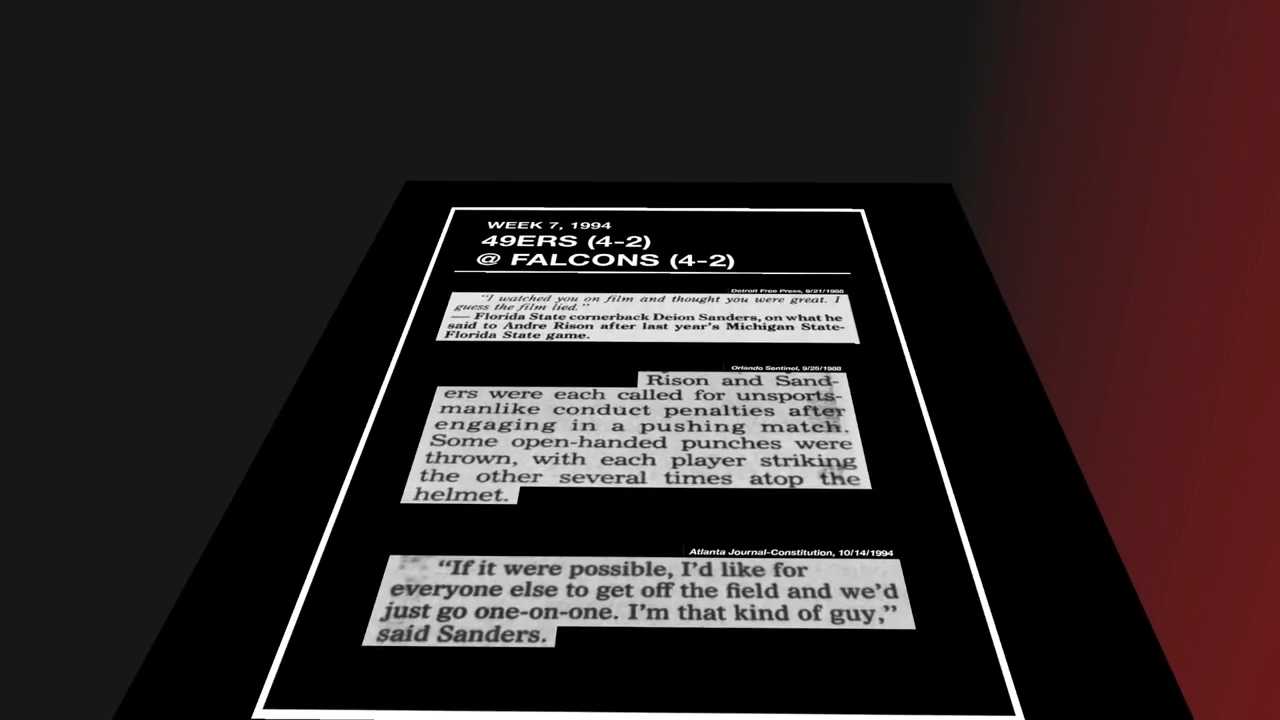 WEEK 7, 1994
49ERS (4-2)
@ FALCONS (4-2)
Detroit Free Press, 9/21/1988
"I watched you on film and thought you were great. I
guess the film lied."
— Florida State cornerback Deion Sanders, on what he
said to Andre Rison after last year's Michigan State-
Florida State game.
Orlando Sentinel, 9/25/1988
Rison and Sand-
ers were each called for unsports-
manlike conduct penalties after
engaging in a pushing match.
Some open-handed punches were
thrown, with each player striking
the other several times atop the
helmet.
Atlanta Journal-Constitution, 10/14/1994
"If it were possible, I'd like for
everyone else to get off the field and we'd
just go one-on-one. I'm that kind of guy,"
said Sanders.